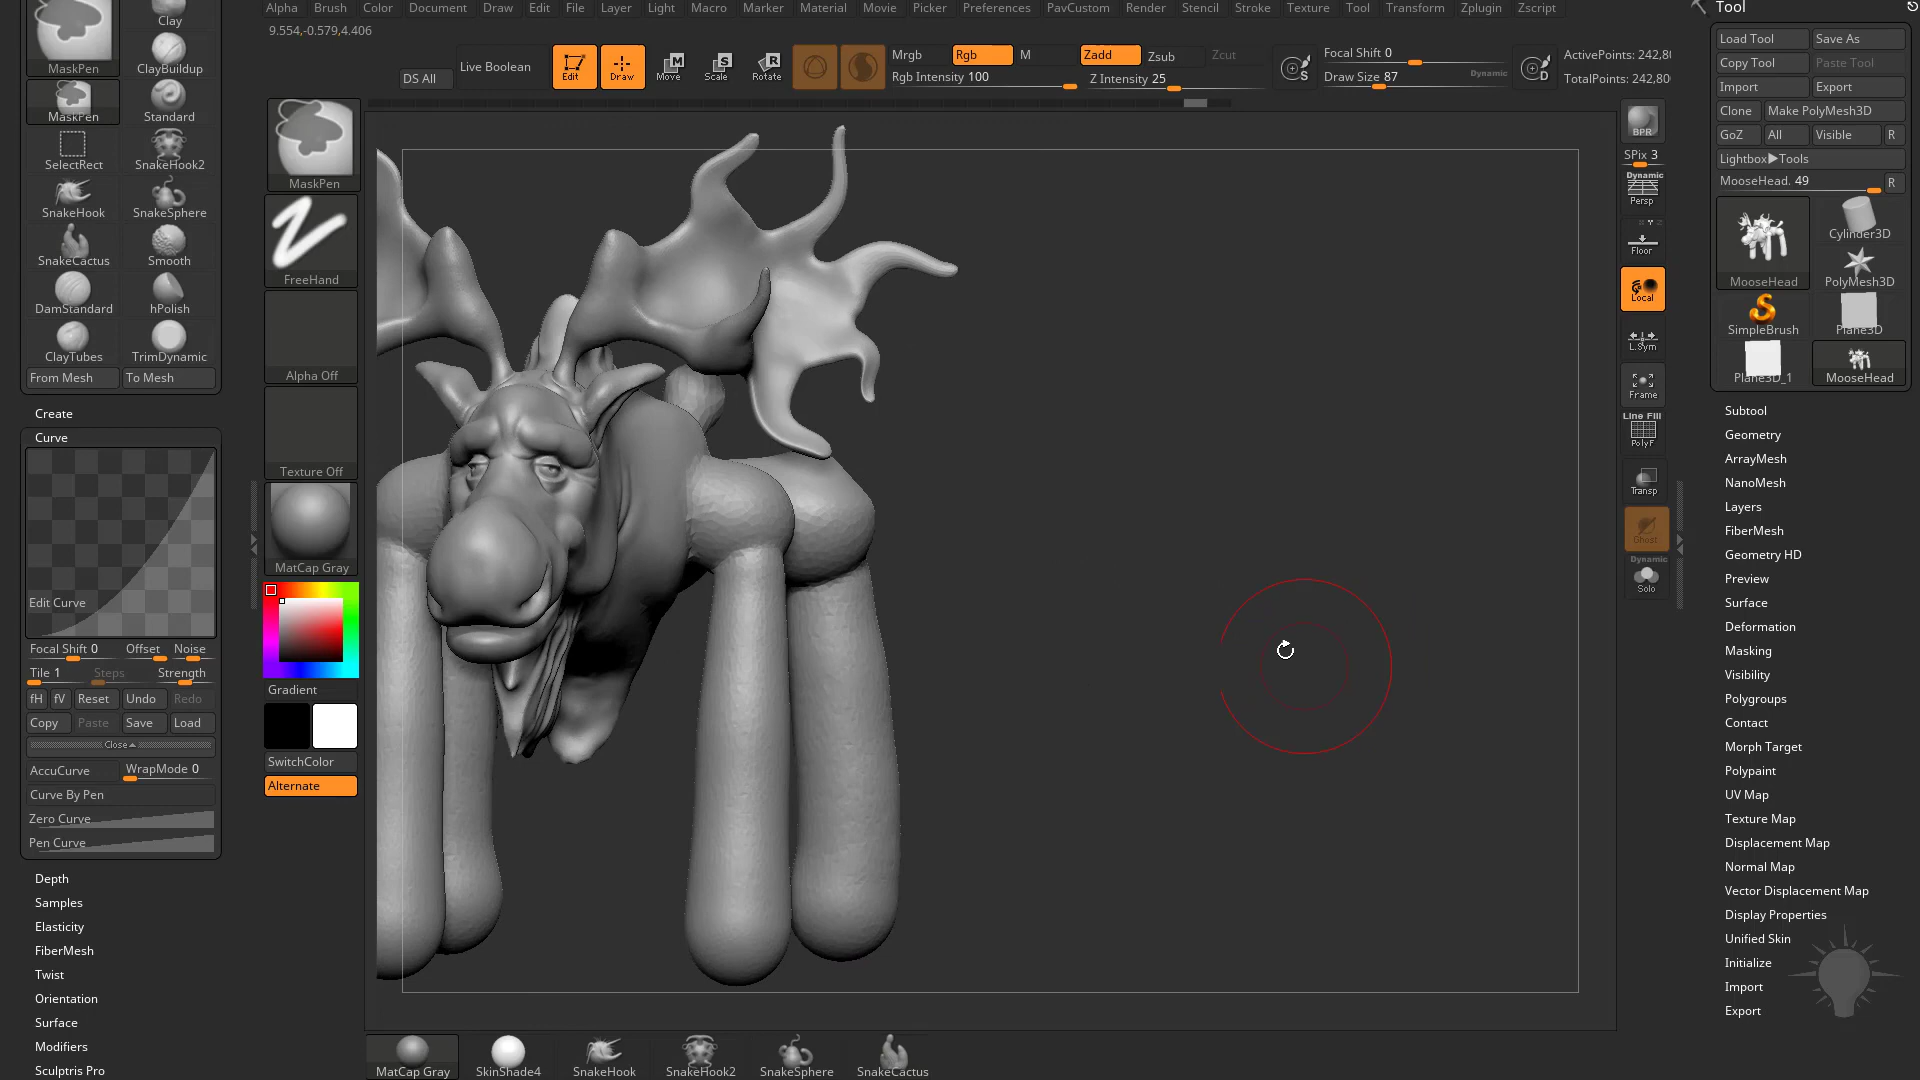 Alpha Brush Color Document Draw Edit File Layer Light Macro Marker Material Movie Picker Preferences PavCustom Render Stencil Stroke Texture Tool Transform Zplugin Zscript
9.554,-0.579,4.406
DS All
Live Boolean
Edit
Draw
Move
Scale
Rotate
Mrgb Rgb M
Rgb Intensity 100
Zadd Zsub Zcut
Z Intensity 25
Focal Shift 0
Draw Size 87
Dynamic
ActivePoints: 242,80
TotalPoints: 242,80
Clay
MaskPen ClayBuildup
MaskPen Standard
SelectRect SnakeHook2
SnakeHook SnakeSphere
SnakeCactus Smooth
DamStandard hPolish
ClayTubes TrimDynamic
From Mesh To Mesh
Create
Curve
Edit Curve
Focal Shift 0 Offset Noise
Tile 1 Steps Strength
fH fV Reset Undo Redo
Copy Paste Save Load
Close
AccuCurve WrapMode 0
Curve By Pen
Zero Curve
Pen Curve
Depth
Samples
Elasticity
FiberMesh
Twist
Orientation
Surface
Modifiers
Sculptris Pro
MaskPen
FreeHand
Alpha Off
Texture Off
MatCap Gray
Gradient
SwitchColor
Alternate
MatCap Gray SkinShade4 SnakeHook SnakeHook2 SnakeSphere SnakeCactus
BPR
SPix 3
Dynamic
Persp
Floor
Local
L.Sym
Frame
Line Fill
PolyF
Transp
Ghost
Dynamic
Solo
Tool
Load Tool Save As
Copy Tool Paste Tool
Import Export
Clone Make PolyMesh3D
GoZ All Visible R
Lightbox▶Tools
MooseHead. 49 R
MooseHead
Cylinder3D
PolyMesh3D
SimpleBrush Plane3D
Plane3D_1 MooseHead
Subtool
Geometry
ArrayMesh
NanoMesh
Layers
FiberMesh
Geometry HD
Preview
Surface
Deformation
Masking
Visibility
Polygroups
Contact
Morph Target
Polypaint
UV Map
Texture Map
Displacement Map
Normal Map
Vector Displacement Map
Display Properties
Unified Skin
Initialize
Import
Export